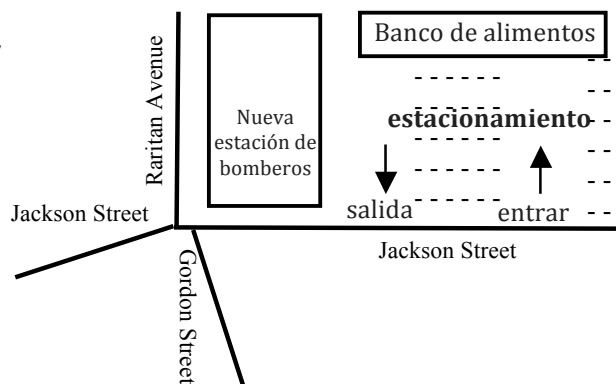 Banco de alimentos
Raritan Avenue
Nueva
estación de
bomberos
estacionamiento
salida
entrar
Jackson Street
Jackson Street
Gordon Street